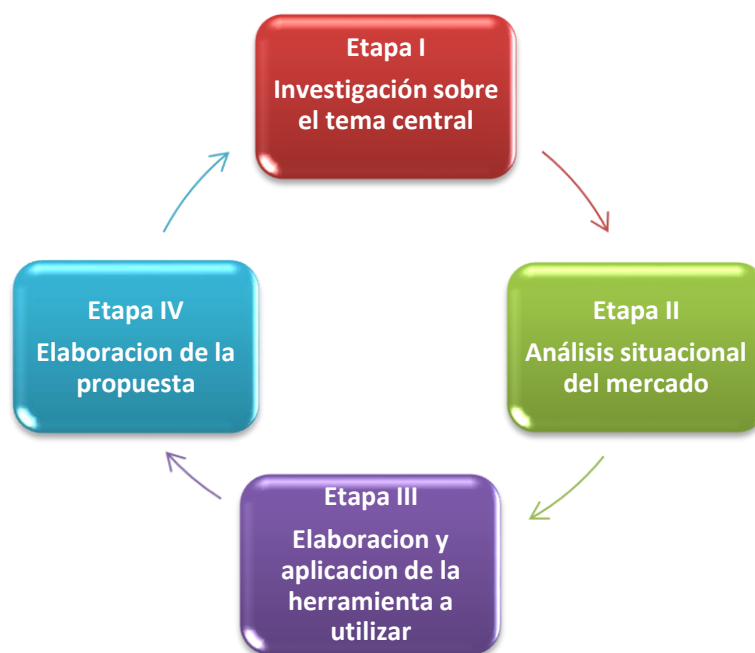 Etapa I
Investigación sobre
el tema central
Etapa II
Análisis situacional
del mercado
Etapa III
Elaboracion y
aplicacion de la
herramienta a
utilizar
Etapa IV
Elaboracion de la
propuesta